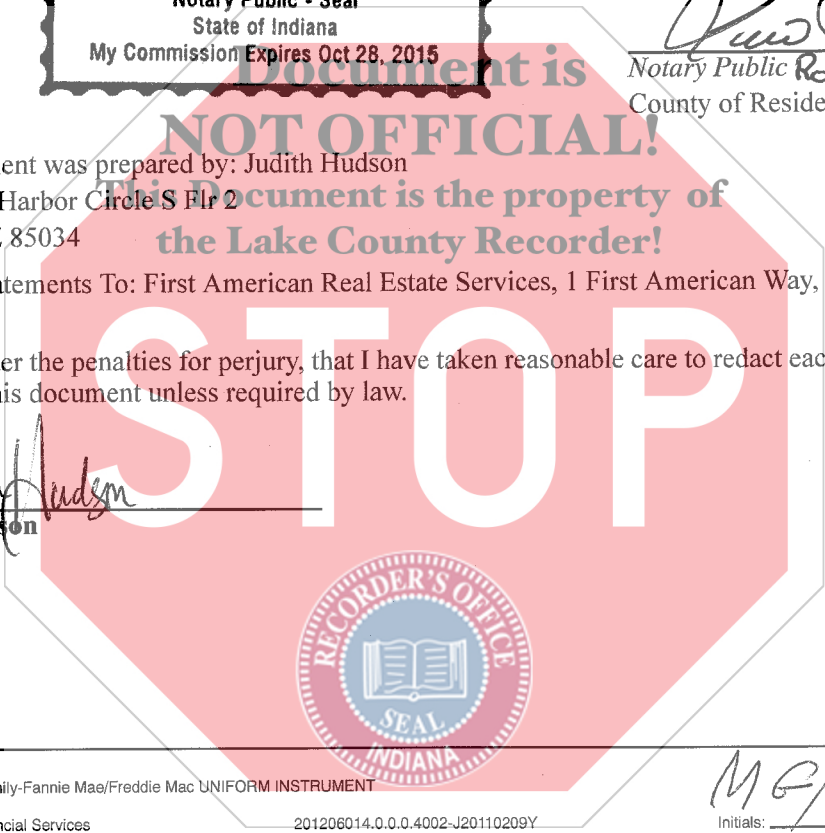 Notary Public - Seal
State of Indiana
My Commission Expires Oct 28, 2015
Notary Public
County of Reside
Document is
NOT OFFICIAL!
This Document is the property of
the Lake County Recorder!
ent was prepared by: Judith Hudson
Harbor Circle S Flr 2
85034
tements To: First American Real Estate Services, 1 First American Way,
er the penalties for perjury, that I have taken reasonable care to redact eac
is document unless required by law.
STOP
Hudson
son
RECORDER'S OFFICE
SEAL
INDIANA
ily-Fannie Mae/Freddie Mac UNIFORM INSTRUMENT
ncial Services
201206014.0.0.0.4002-J20110209Y
Initials: